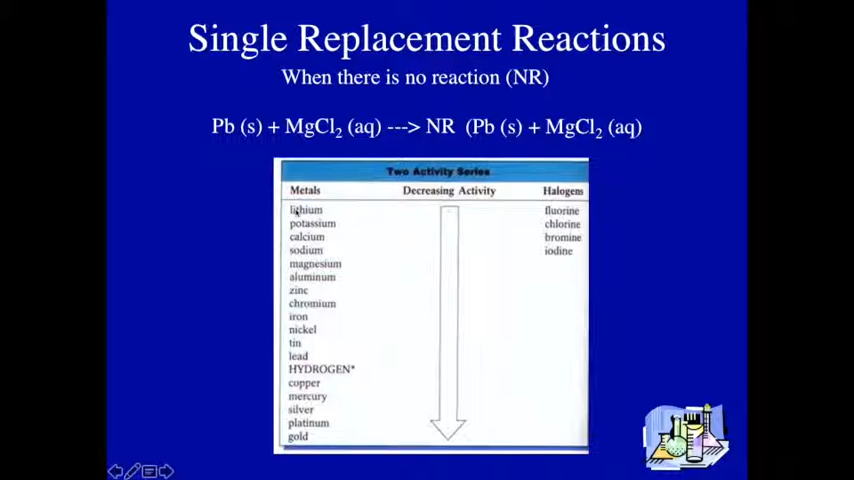 Single Replacement Reactions
When there is no reaction (NR)
Pb (s) + MgCl₂ (aq) ---> NR (Pb (s) + MgCl₂ (aq)
Two Activity Series
Metals Decreasing Activity Halogens
lithium fluorine
potassium chlorine
calcium bromine
sodium iodine
magnesium
aluminum
zinc
chromium
iron
nickel
tin
lead
HYDROGEN*
copper
mercury
silver
platinum
gold